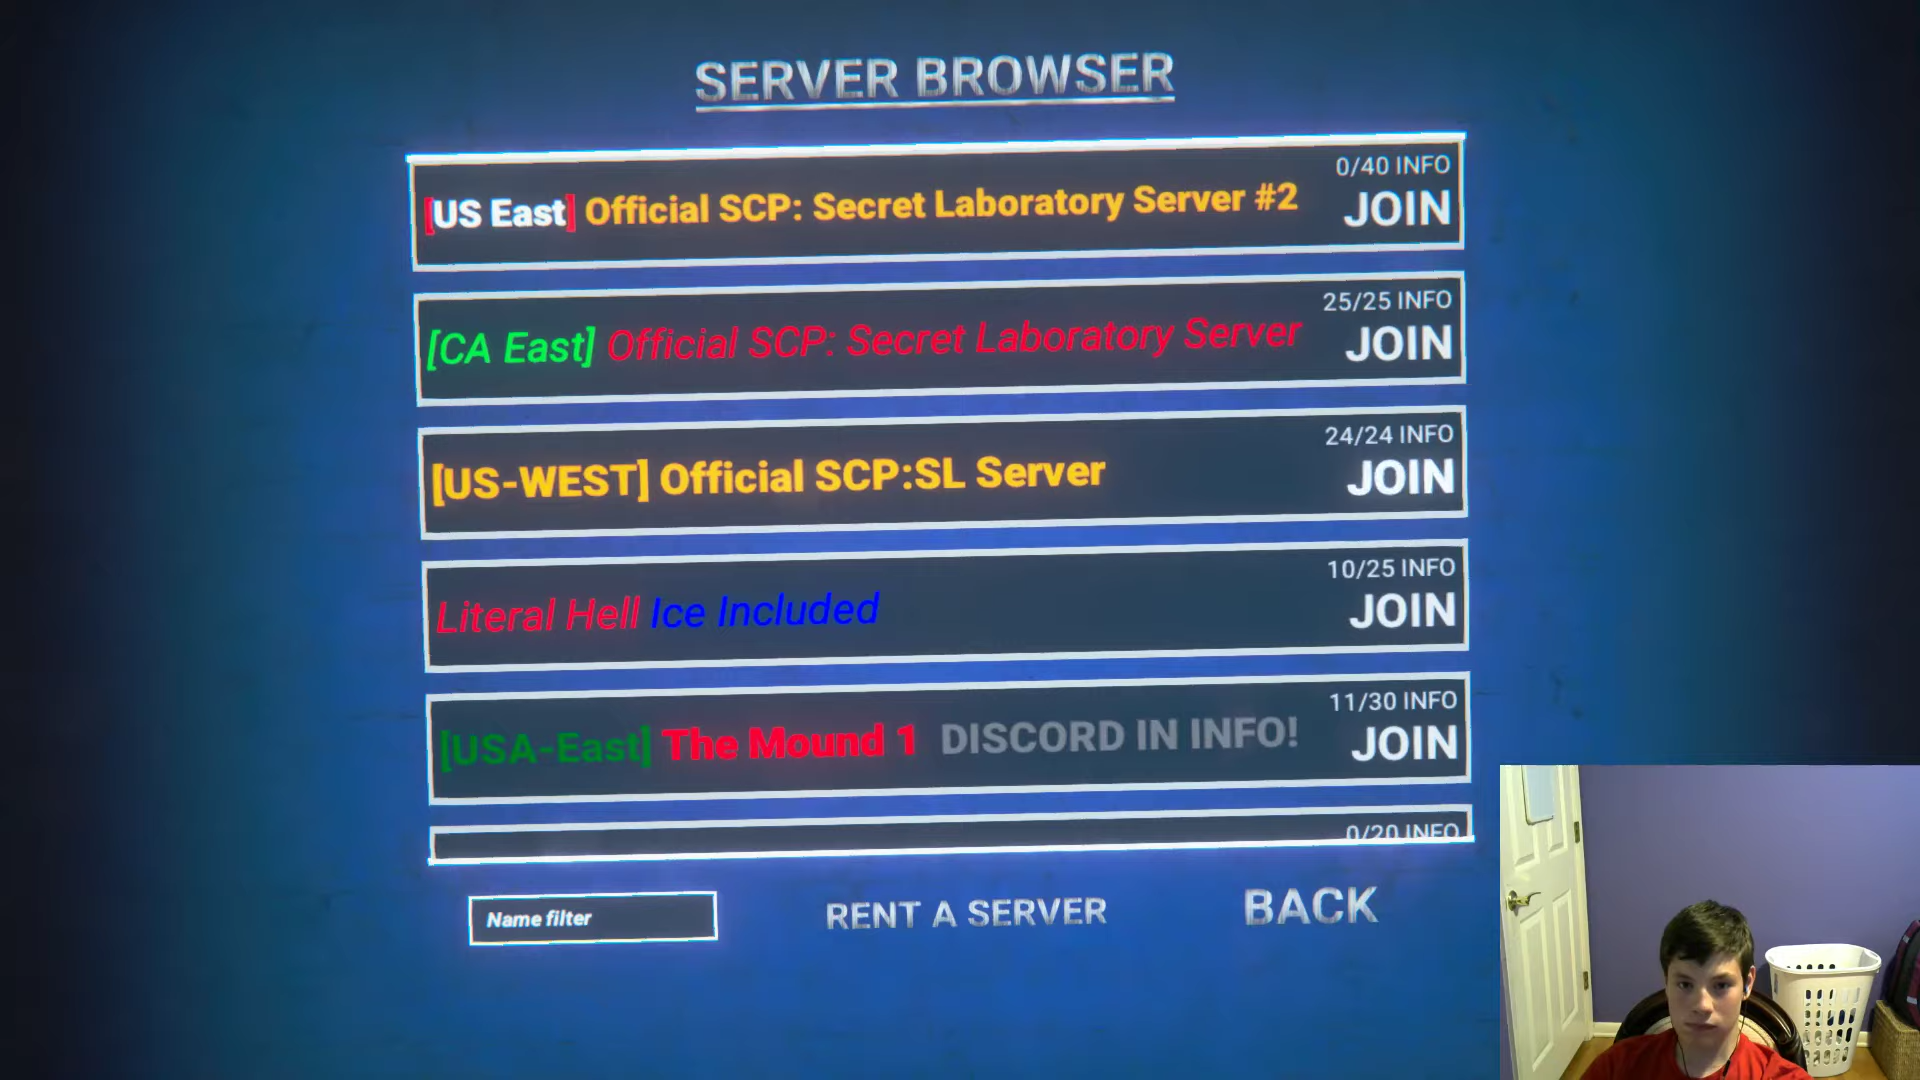 SERVER BROWSER
0/40 INFO
[US East] Official SCP: Secret Laboratory Server #2
JOIN
25/25 INFO
[CA East] Official SCP: Secret Laboratory Server
JOIN
24/24 INFO
[US-WEST] Official SCP:SL Server
JOIN
10/25 INFO
Literal Hell Ice Included
JOIN
11/30 INFO
[USA-East] The Mound 1 DISCORD IN INFO!
JOIN
0/20 INFO
Name filter
RENT A SERVER
BACK